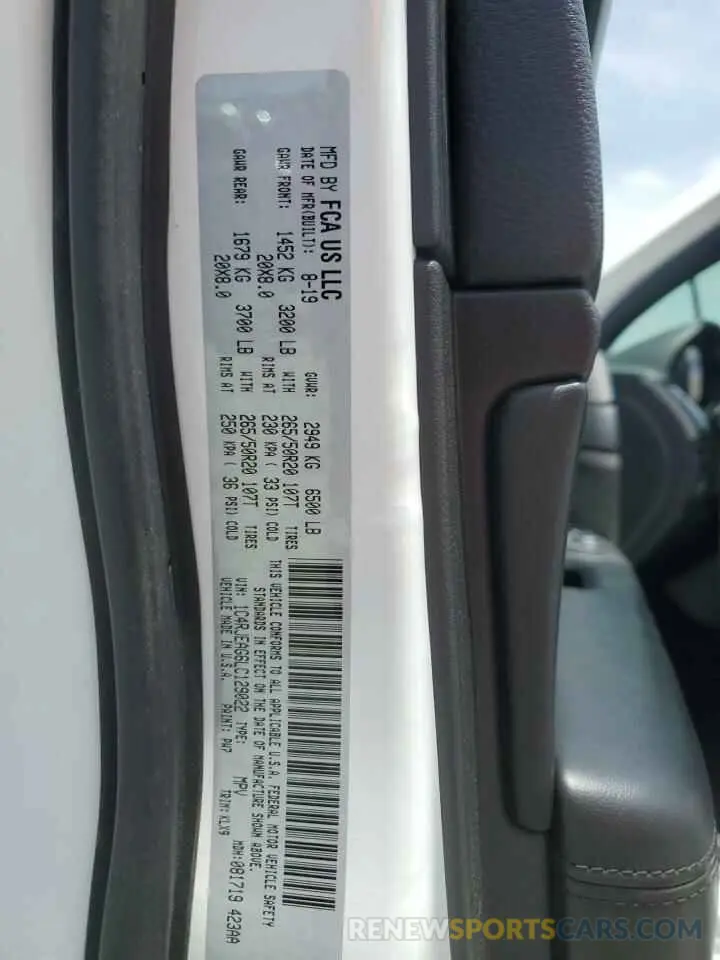 MFD BY FCA US LLC
DATE OF MFR(BUILT): 8-19 GVWR: 2949 KG 6500 LB
GAWR FRONT: 1452 KG 3200 LB WITH 265/50R20 107T TIRES
20X8.0 RIMS AT 230 KPA ( 33 PSI) COLD
GAWR REAR: 1679 KG 3700 LB WITH 265/50R20 107T TIRES
20X8.0 RIMS AT 250 KPA ( 36 PSI) COLD
THIS VEHICLE CONFORMS TO ALL APPLICABLE U.S.A. FEDERAL MOTOR VEHICLE SAFETY
STANDARDS IN EFFECT ON THE DATE OF MANUFACTURE SHOWN ABOVE.
VIN: 1C4RJEAG6LC129022 TYPE: MPV MDH:081719 423AA
VEHICLE MADE IN U.S.A. PAINT: PW7 TRIM: KLX9
RENEWSPORTSCARS.COM